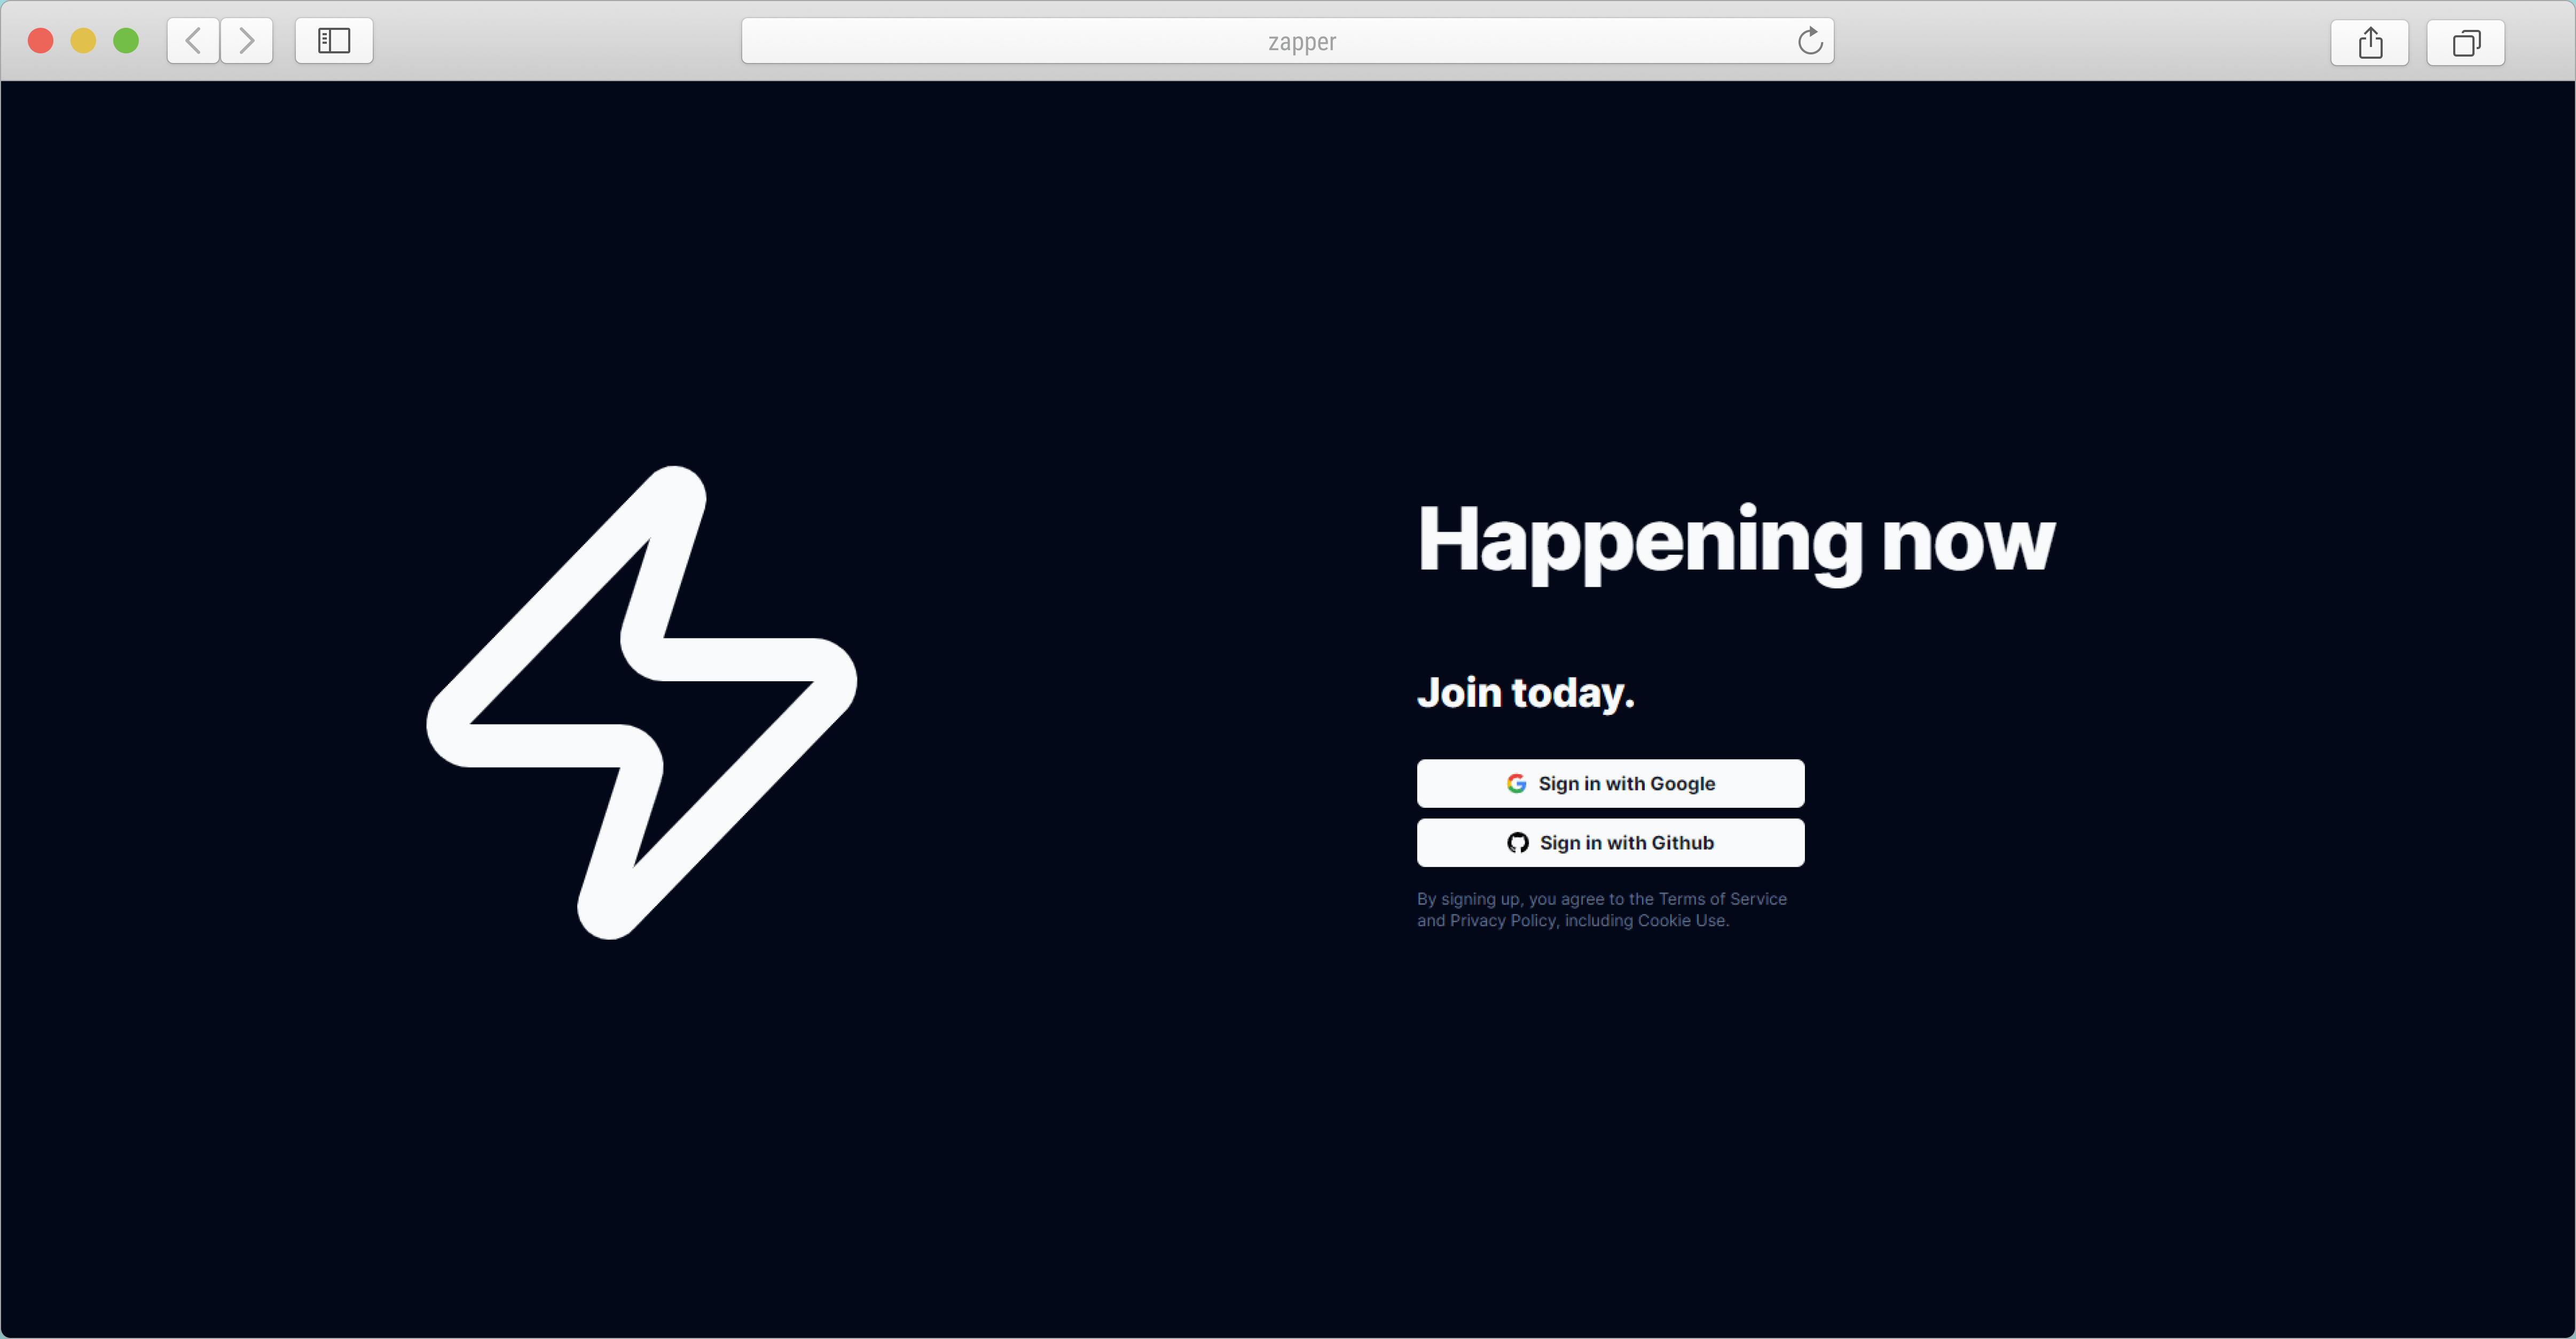 zapper
Happening now
Join today.
Sign in with Google
Sign in with Github
By signing up, you agree to the Terms of Service
and Privacy Policy, including Cookie Use.